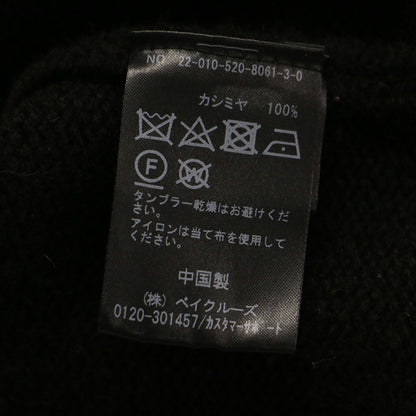 NO 22-010-520-8061-3-0
カシミヤ 100%
F
W
タンブラー乾燥はお避けくだ
さい。
アイロンは当て布を使用して
ください。
中国製
(株) ベイクルーズ
0120-301457/カスタマーサポート